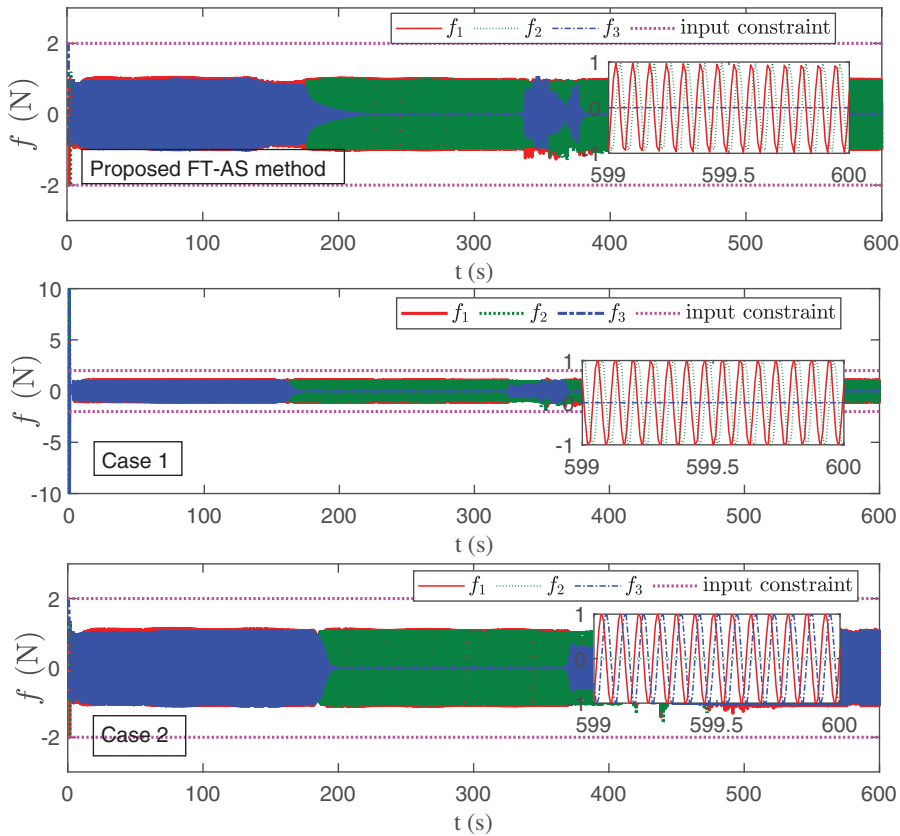 f₁ f₂ f₃ input constraint
f (N)
2
0
-2
1
0
1
599 599.5 600
Proposed FT-AS method
0 100 200 300 400 500 600
t (s)
f₁ f₂ f₃ input constraint
f (N)
10
5
0
-5
-10
1
0
-1
599 599.5 600
Case 1
0 100 200 300 400 500 600
t (s)
f₁ f₂ f₃ input constraint
f (N)
2
0
-2
1
0
1
599 599.5 600
Case 2
0 100 200 300 400 500 600
t (s)